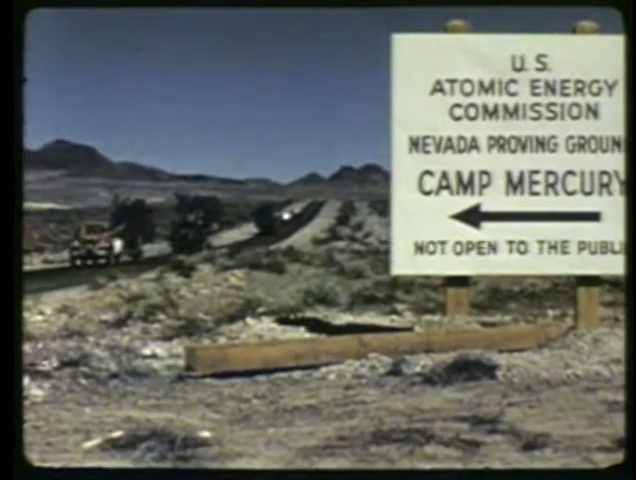 U.S.
ATOMIC ENERGY
COMMISSION
NEVADA PROVING GROUN
CAMP MERCURY
NOT OPEN TO THE PUBLI